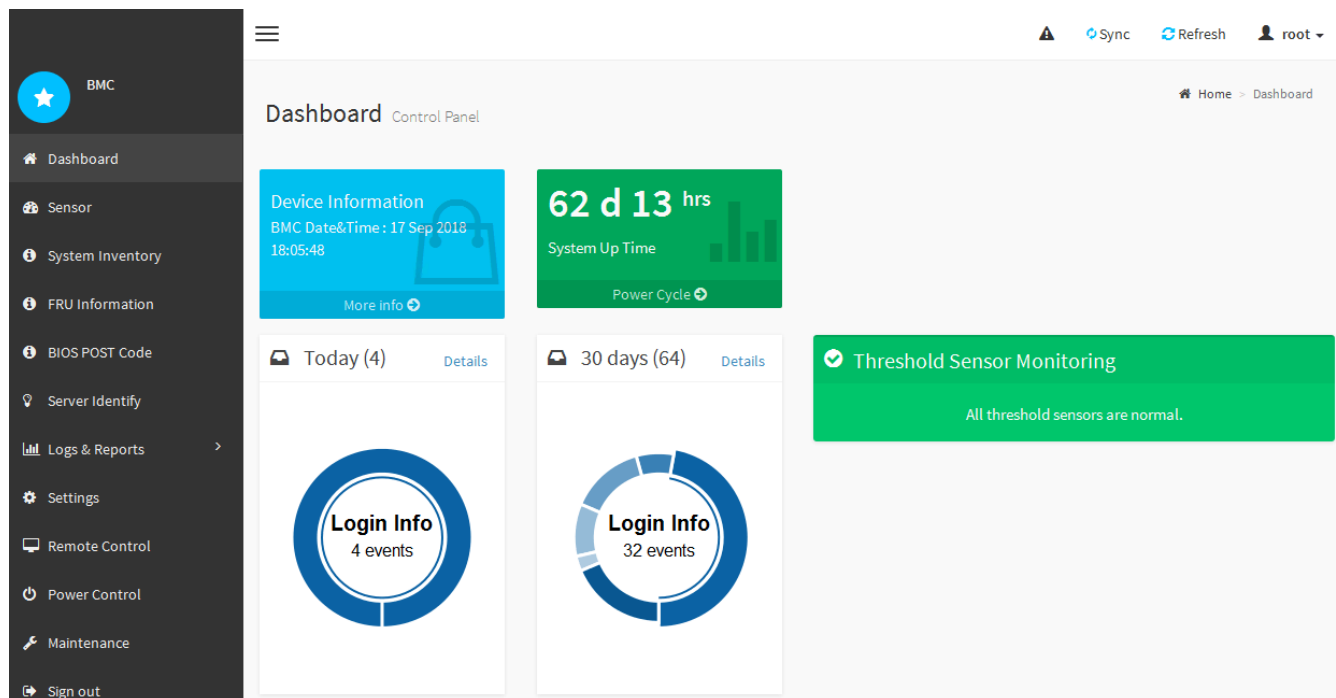 BMC
Dashboard
Sensor
System Inventory
FRU Information
BIOS POST Code
Server Identify
Logs & Reports
Settings
Remote Control
Power Control
Maintenance
Sign out
Sync
Refresh
root
Dashboard Control Panel
Home > Dashboard
Device Information
BMC Date&Time : 17 Sep 2018
18:05:48
More info
62 d 13 hrs
System Up Time
Power Cycle
Today (4)
Details
Login Info
4 events
30 days (64)
Details
Login Info
32 events
Threshold Sensor Monitoring
All threshold sensors are normal.